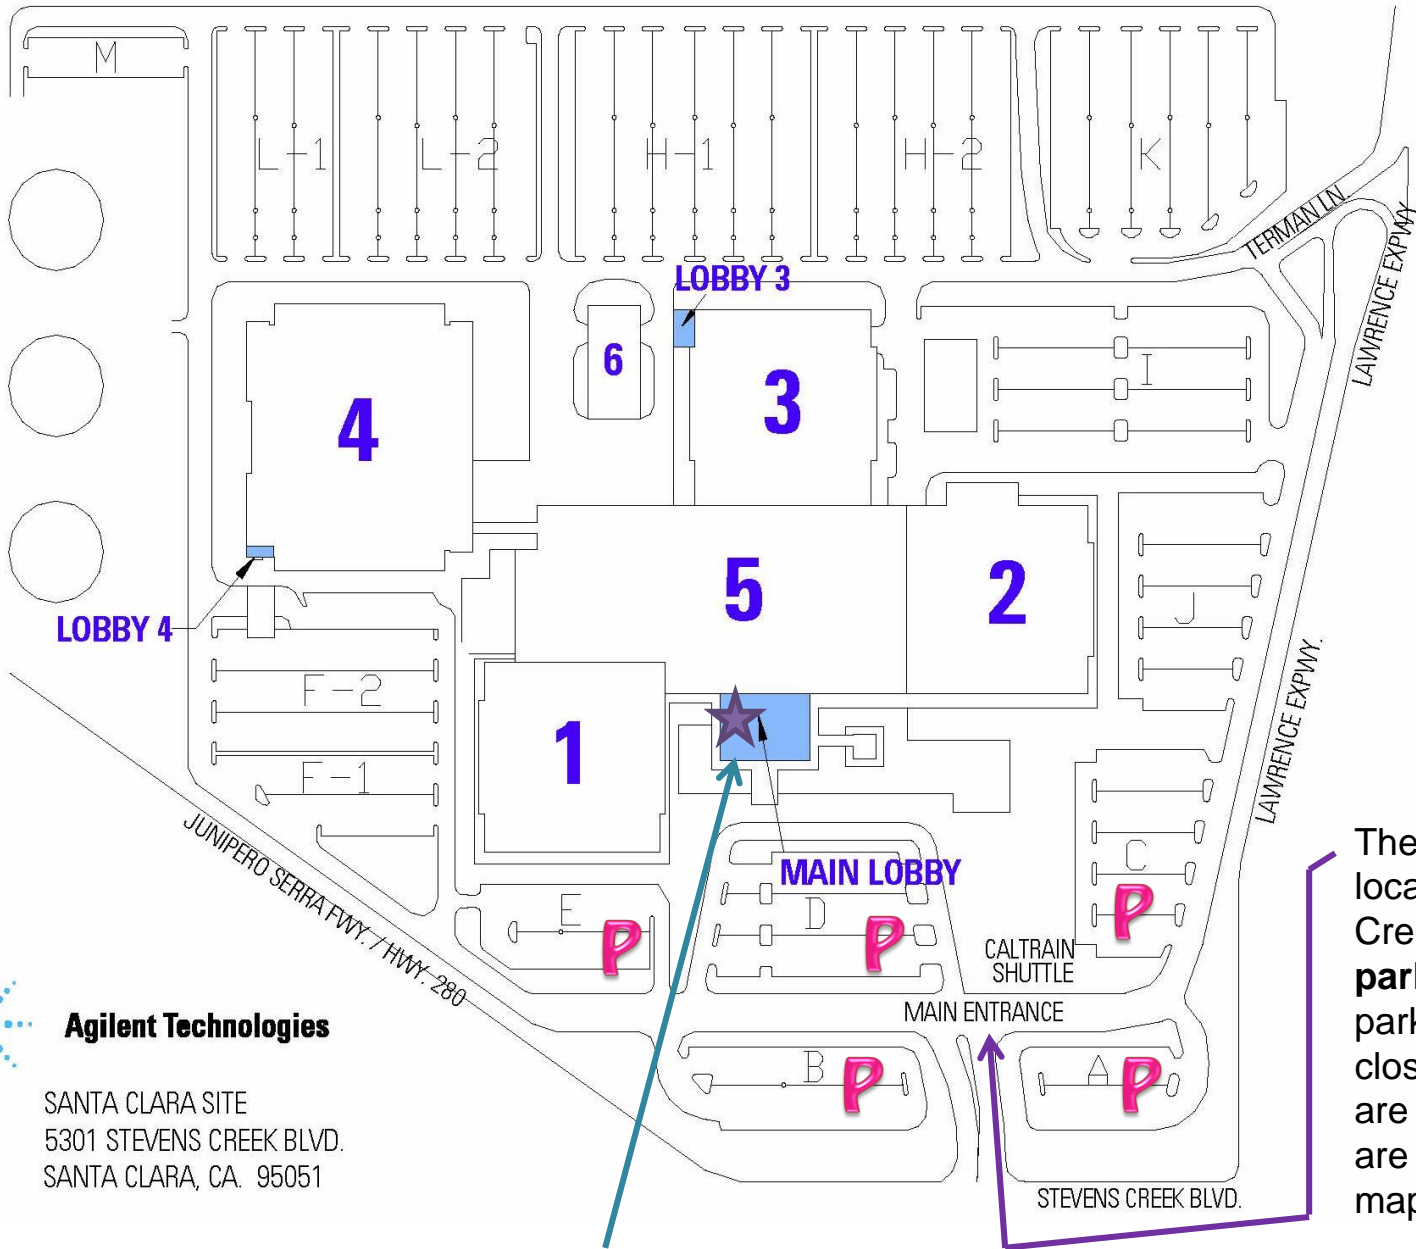 M
L-1
L-2
H-1
H-2
K
TERMAN LN.
LAWRENCE EXPWY
LOBBY 3
6
3
4
I
5
2
J
LOBBY 4
F-2
F-1
1
LAWRENCE EXPWY.
JUNIPERO SERRA FWY. / HWY. 280
MAIN LOBBY
C
P
E
P
D
P
CALTRAIN
SHUTTLE
MAIN ENTRANCE
B
P
A
P
STEVENS CREEK BLVD.
Agilent Technologies
SANTA CLARA SITE
5301 STEVENS CREEK BLVD.
SANTA CLARA, CA. 95051
The
loca
Cre
park
park
clos
are
are
map